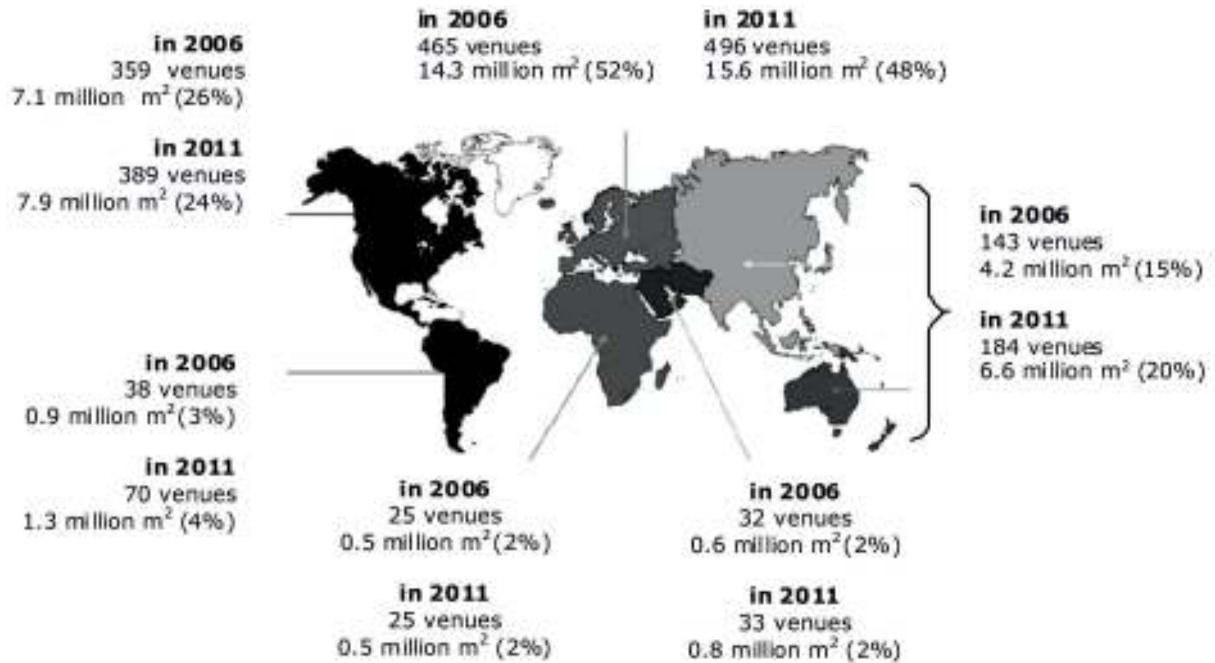 in 2006
465 venues
14.3 million m² (52%)
in 2011
496 venues
15.6 million m² (48%)
in 2006
359 venues
7.1 million m² (26%)
in 2011
389 venues
7.9 million m² (24%)
in 2006
143 venues
4.2 million m² (15%)
in 2011
184 venues
6.6 million m² (20%)
in 2006
38 venues
0.9 million m² (3%)
in 2011
70 venues
1.3 million m² (4%)
in 2006
25 venues
0.5 million m² (2%)
in 2011
25 venues
0.5 million m² (2%)
in 2006
32 venues
0.6 million m² (2%)
in 2011
33 venues
0.8 million m² (2%)